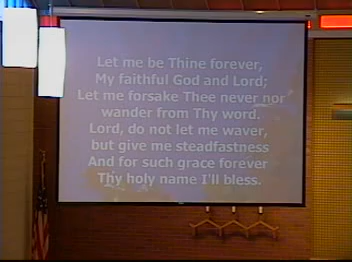 Let me be Thine forever,
My faithful God and Lord;
Let me forsake Thee never nor
wander from Thy word.
Lord, do not let me waver,
but give me steadfastness
And for such grace forever
Thy holy name I'll bless.